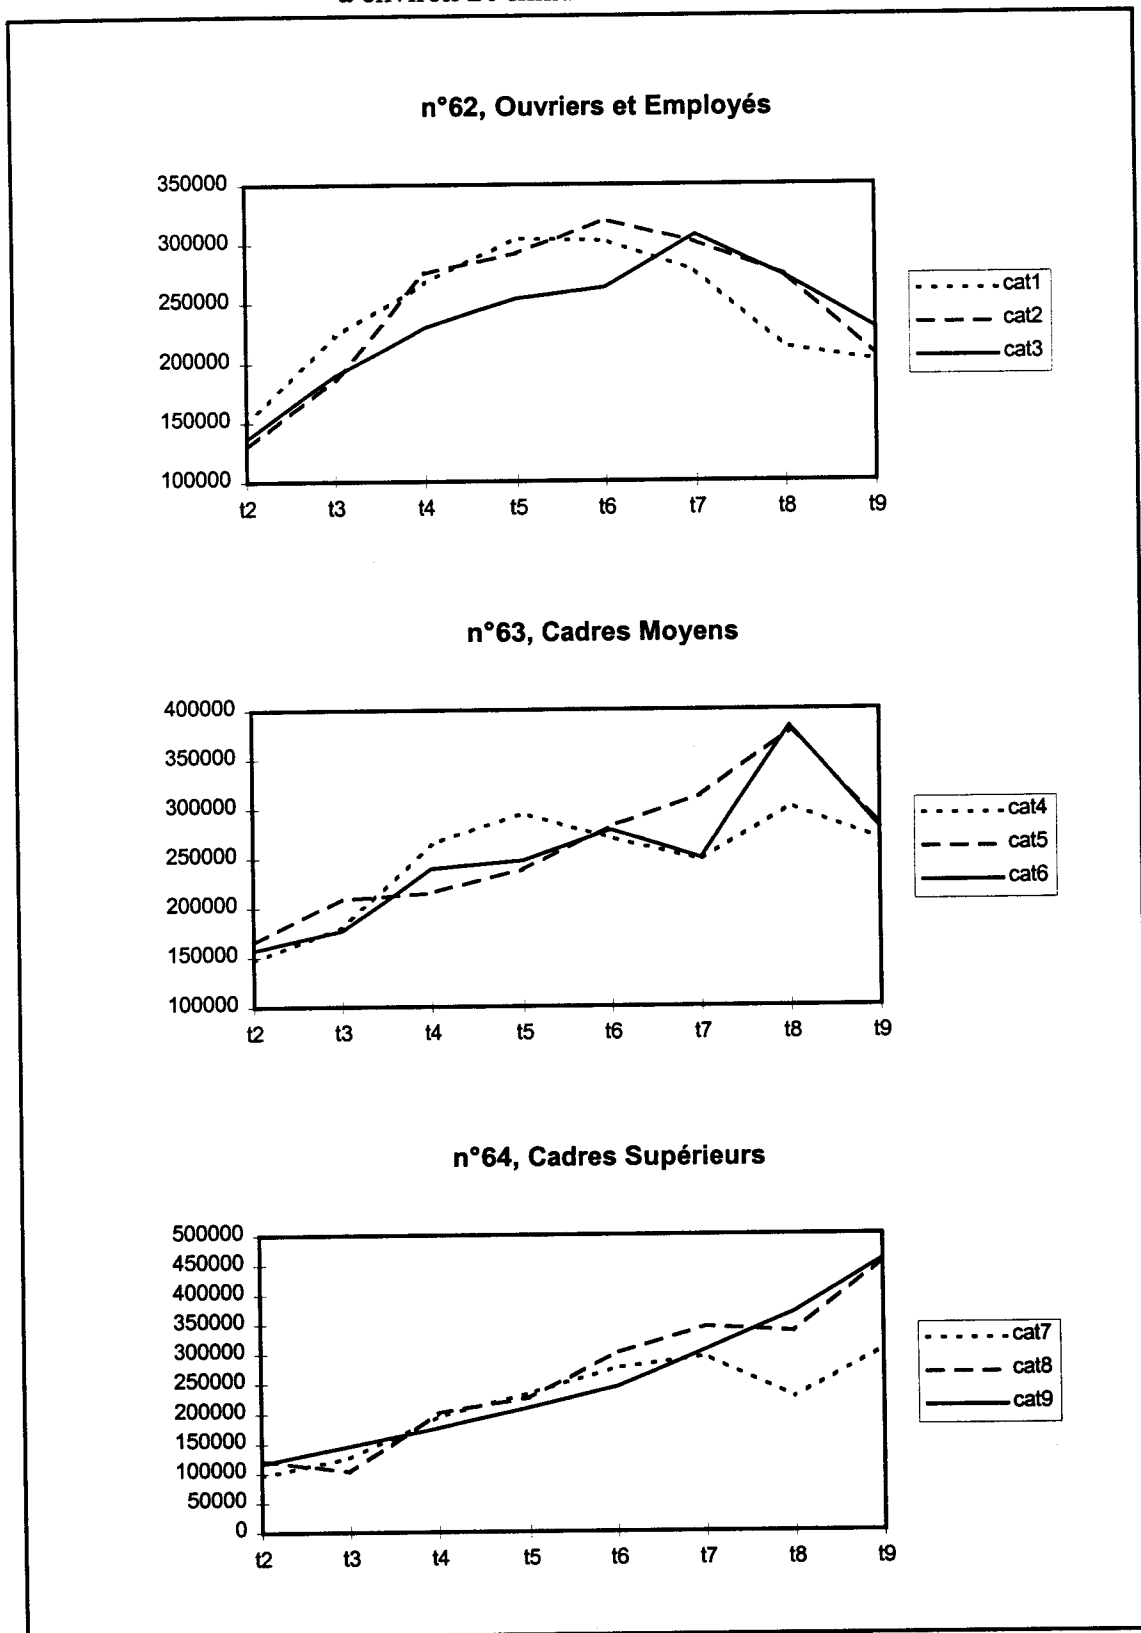 n°62, Ouvriers et Employés
350000
300000
250000
200000
150000
100000
t2 t3 t4 t5 t6 t7 t8 t9
cat1
cat2
cat3
n°63, Cadres Moyens
400000
350000
300000
250000
200000
150000
100000
t2 t3 t4 t5 t6 t7 t8 t9
cat4
cat5
cat6
n°64, Cadres Supérieurs
500000
450000
400000
350000
300000
250000
200000
150000
100000
50000
0
t2 t3 t4 t5 t6 t7 t8 t9
cat7
cat8
cat9